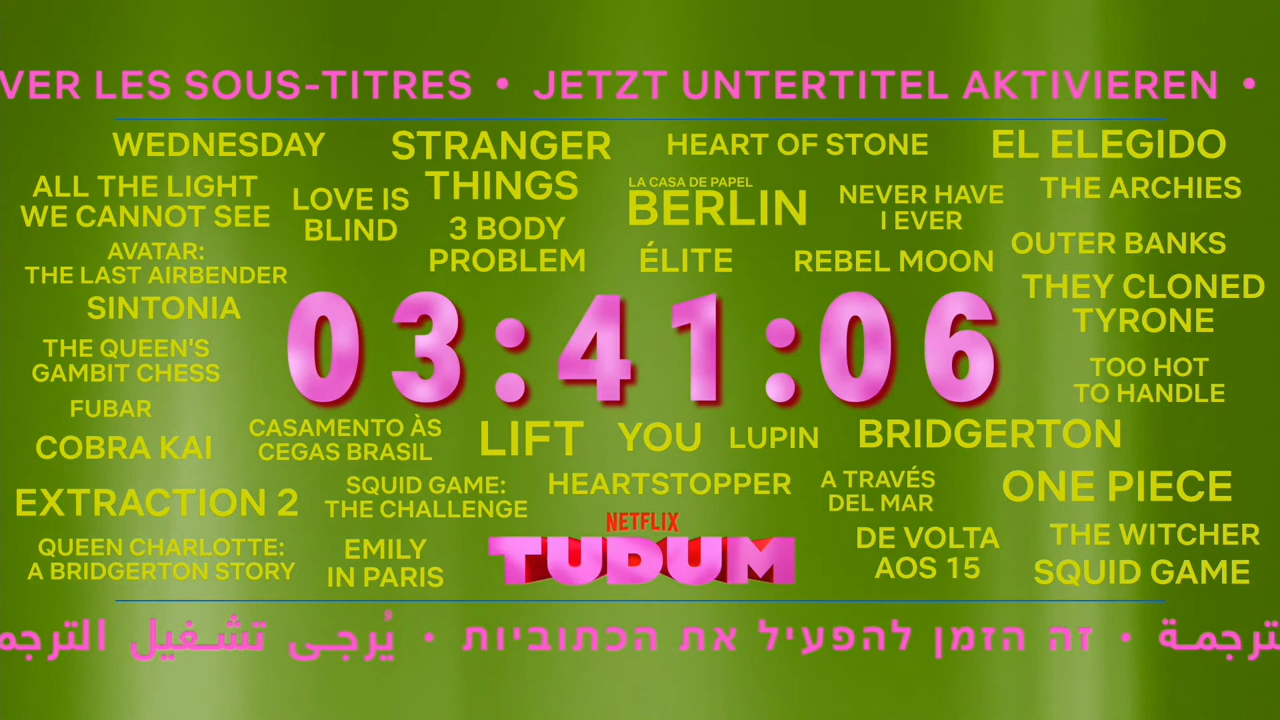 VER LES SOUS-TITRES • JETZT UNTERTITEL AKTIVIEREN •
WEDNESDAY
STRANGER
THINGS
HEART OF STONE
EL ELEGIDO
ALL THE LIGHT
WE CANNOT SEE
LOVE IS
BLIND
3 BODY
PROBLEM
LA CASA DE PAPEL
BERLIN
NEVER HAVE
I EVER
THE ARCHIES
AVATAR:
THE LAST AIRBENDER
ÉLITE
REBEL MOON
OUTER BANKS
SINTONIA
THEY CLONED
TYRONE
03:41:06
THE QUEEN'S
GAMBIT CHESS
TOO HOT
TO HANDLE
FUBAR
COBRA KAI
CASAMENTO ÀS
CEGAS BRASIL
LIFT
YOU
LUPIN
BRIDGERTON
EXTRACTION 2
SQUID GAME:
THE CHALLENGE
HEARTSTOPPER
A TRAVÉS
DEL MAR
ONE PIECE
QUEEN CHARLOTTE:
A BRIDGERTON STORY
EMILY
IN PARIS
NETFLIX
TUDUM
DE VOLTA
AOS 15
THE WITCHER
SQUID GAME
يُرجى تشغيل الترجم • זה הזמן להפעיל את הכתוביות • ترجمة